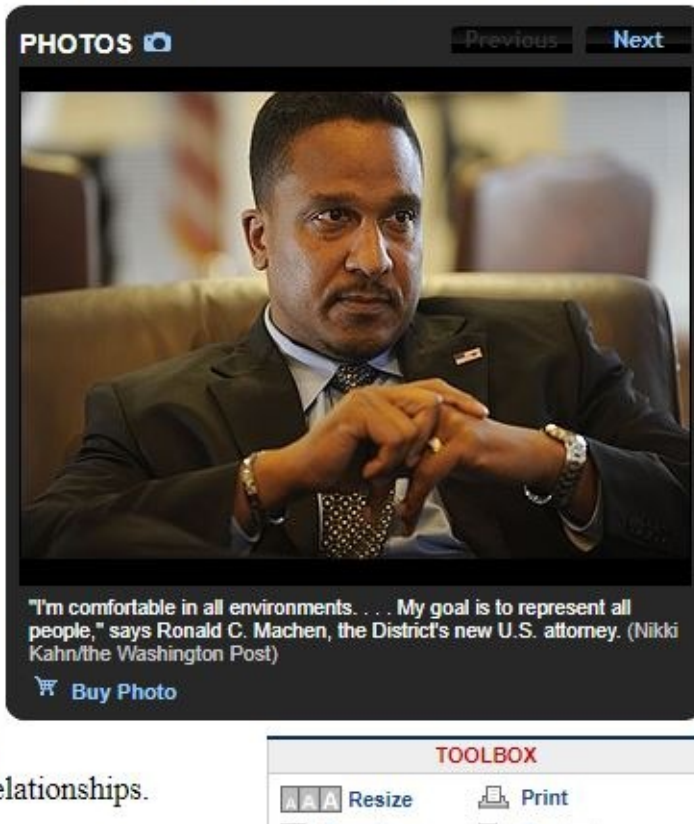 PHOTOS
Previous Next
"I'm comfortable in all environments. . . . My goal is to represent all
people," says Ronald C. Machen, the District's new U.S. attorney. (Nikki
Kahn/the Washington Post)
Buy Photo
elationships.
TOOLBOX
AAA Resize Print